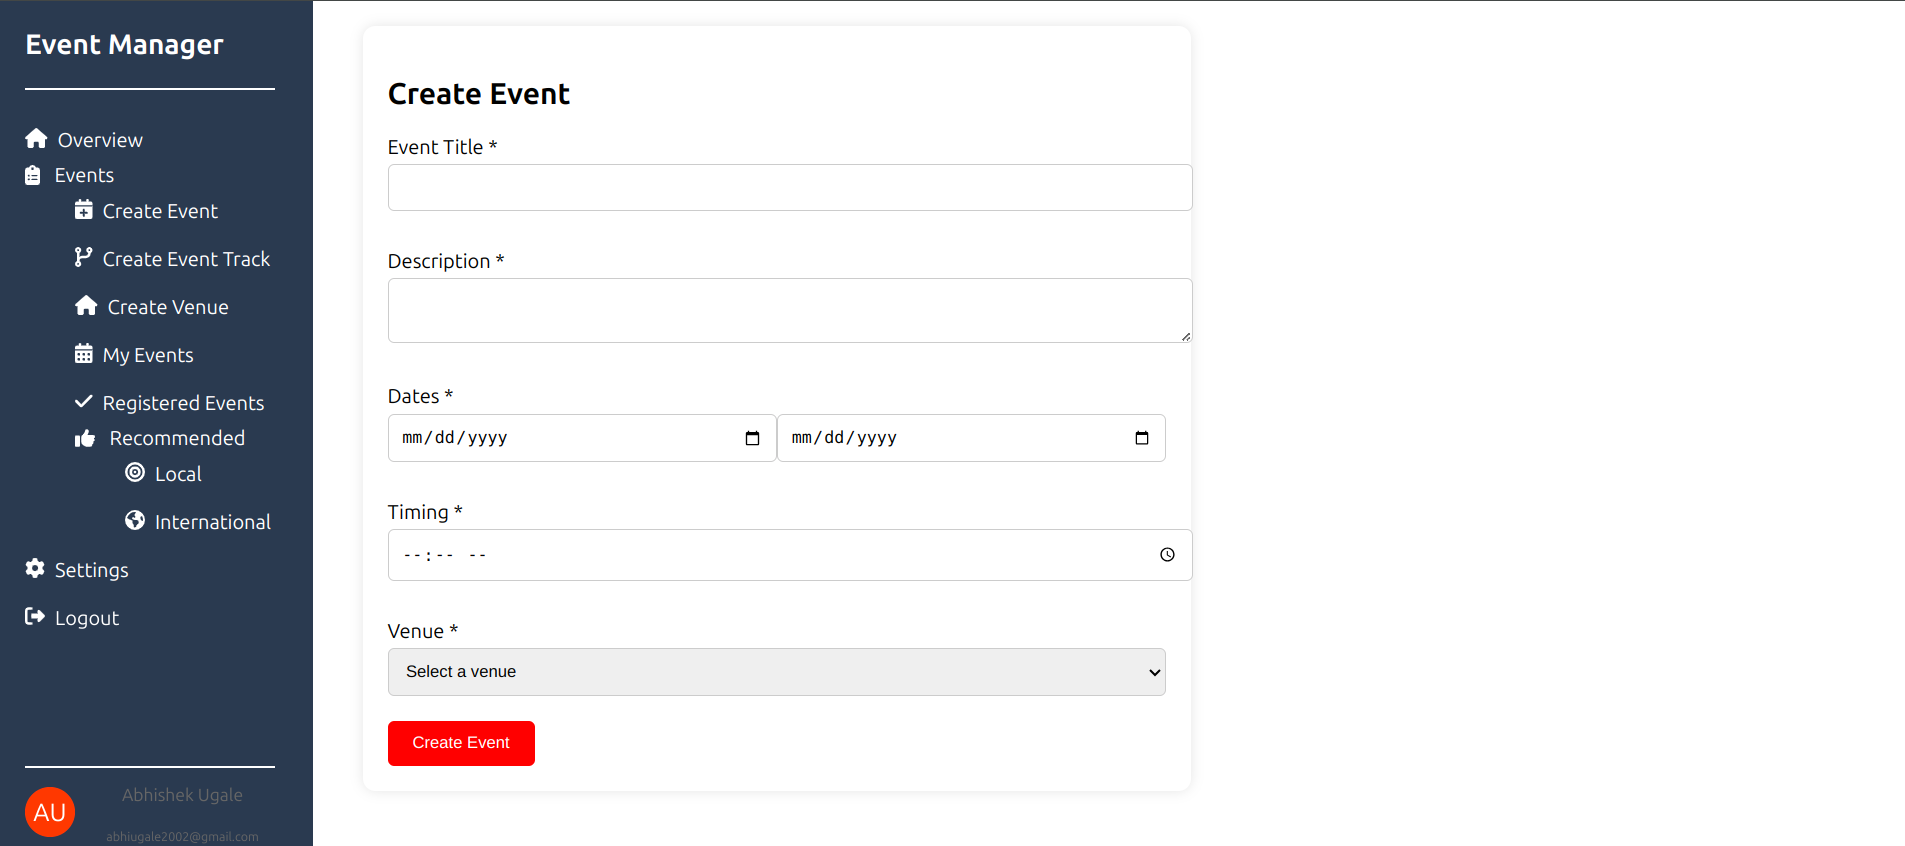 Event Manager
Overview
Events
Create Event
Create Event Track
Create Venue
My Events
Registered Events
Recommended
Local
International
Settings
Logout
AU
Abhishek Ugale
abhiugale2002@gmail.com
Create Event
Event Title *
Description *
Dates *
mm/dd/yyyy mm/dd/yyyy
Timing *
--:-- --
Venue *
Select a venue
Create Event